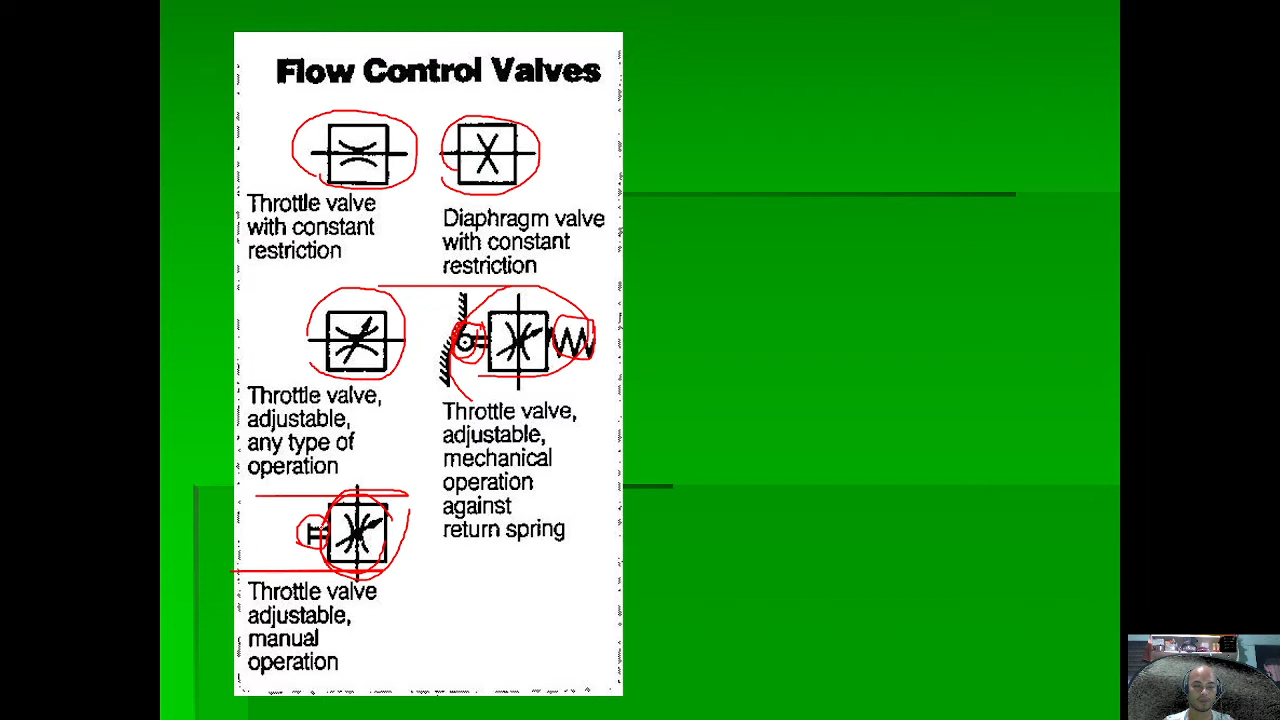 Flow Control Valves
Throttle valve
with constant
restriction
Diaphragm valve
with constant
restriction
Throttle valve,
adjustable,
any type of
operation
Throttle valve,
adjustable,
mechanical
operation
against
return spring
Throttle valve
adjustable,
manual
operation